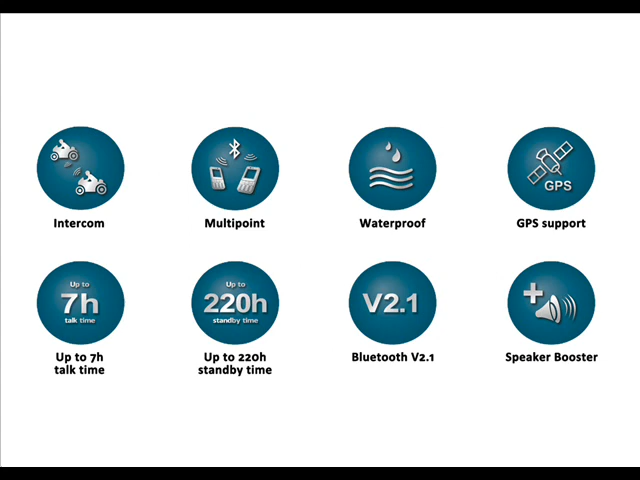 GPS
Intercom
Multipoint
Waterproof
GPS support
Up to
7h
talk time
Up to
220h
standby time
V2.1
Up to 7h
talk time
Up to 220h
standby time
Bluetooth V2.1
Speaker Booster